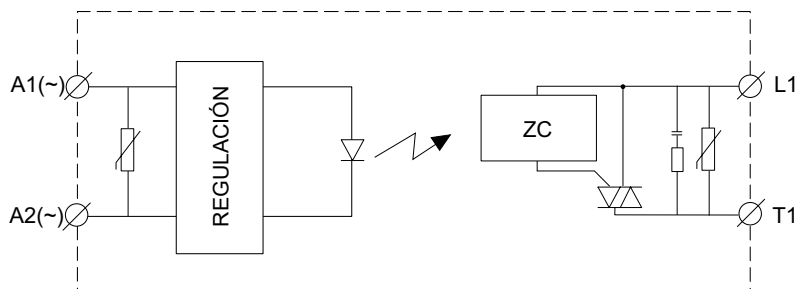 A1(~)
L1
REGULACIÓN
ZC
A2(~)
T1